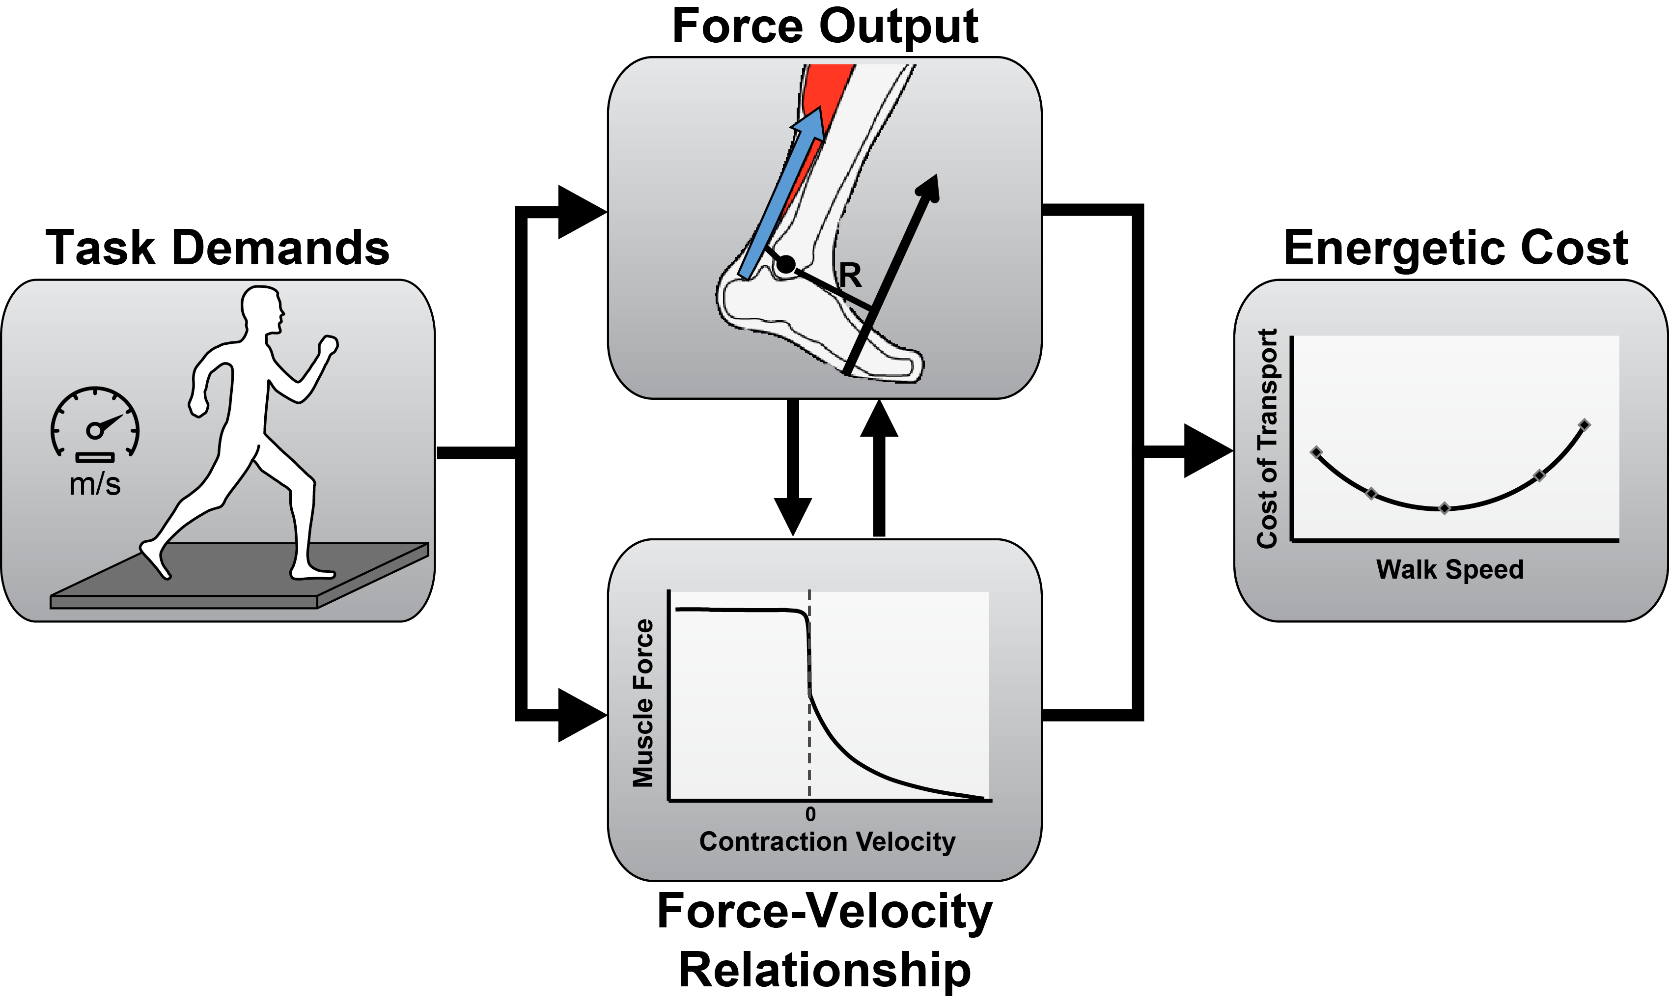 Force Output
R
Task Demands
m/s
Energetic Cost
Cost of Transport
Walk Speed
Muscle Force
0
Contraction Velocity
Force-Velocity
Relationship